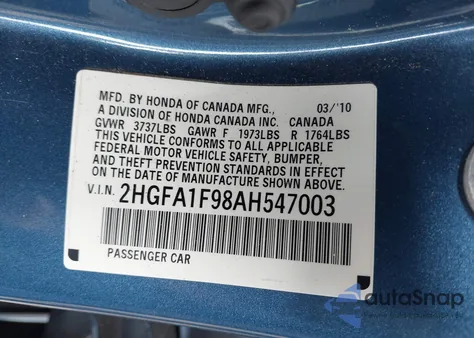 MFD. BY HONDA OF CANADA MFG., 03/'10
A DIVISION OF HONDA CANADA INC. CANADA
GVWR 3737LBS GAWR F 1973LBS R 1764LBS
THIS VEHICLE CONFORMS TO ALL APPLICABLE
FEDERAL MOTOR VEHICLE SAFETY, BUMPER,
AND THEFT PREVENTION STANDARDS IN EFFECT
ON THE DATE OF MANUFACTURE SHOWN ABOVE.
V.I.N. 2HGFA1F98AH547003
PASSENGER CAR
autoSnap